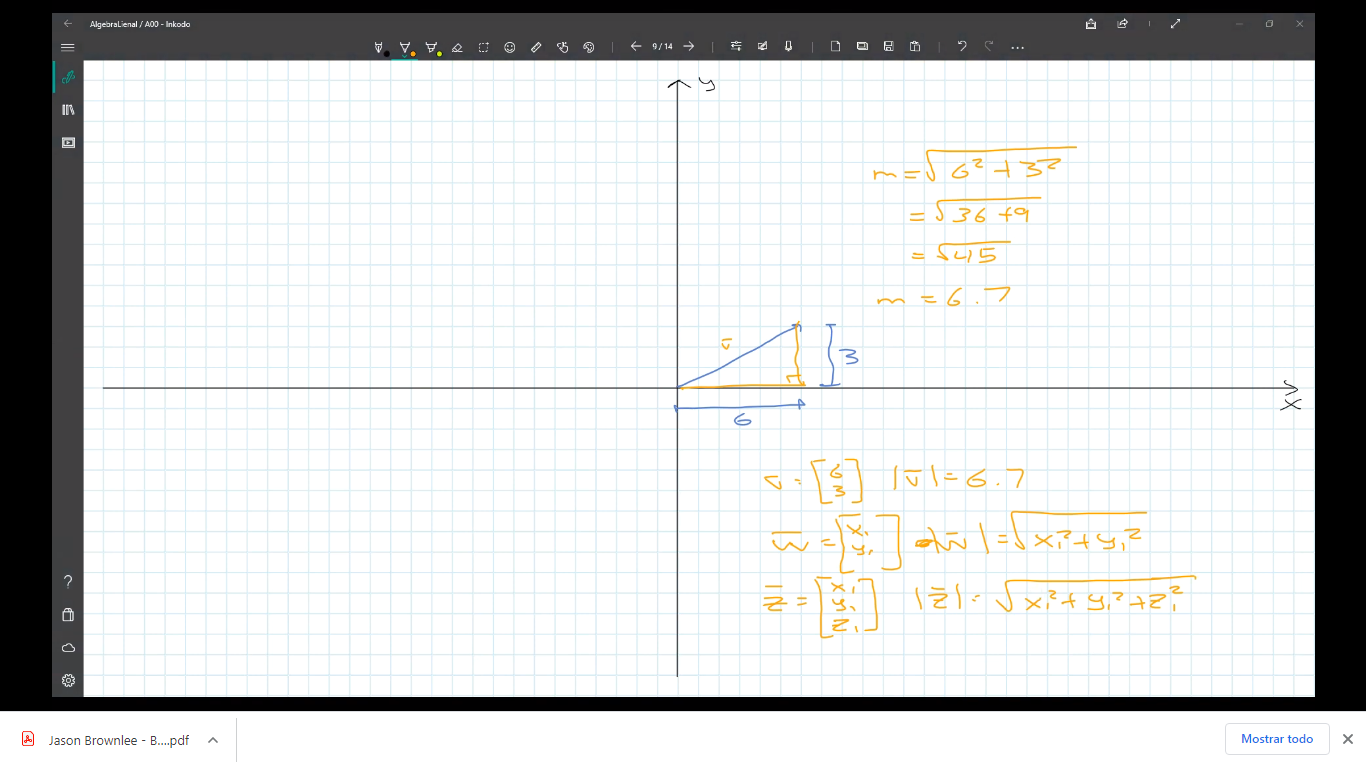 AlgebraLienal / A00 - Inkodo
9 / 14
y
m = √6² + 3²
= √36 + 9
= √45
m = 6.7
v̄
3
x
6
v̄ = [6 3] |v̄| = 6.7
w̄ = [x₁ y₁] |w̄| = √x₁² + y₁²
z̄ = [x₁ y₁ z₁] |z̄| = √x₁² + y₁² + z₁²
?
Jason Brownlee - B....pdf
Mostrar todo